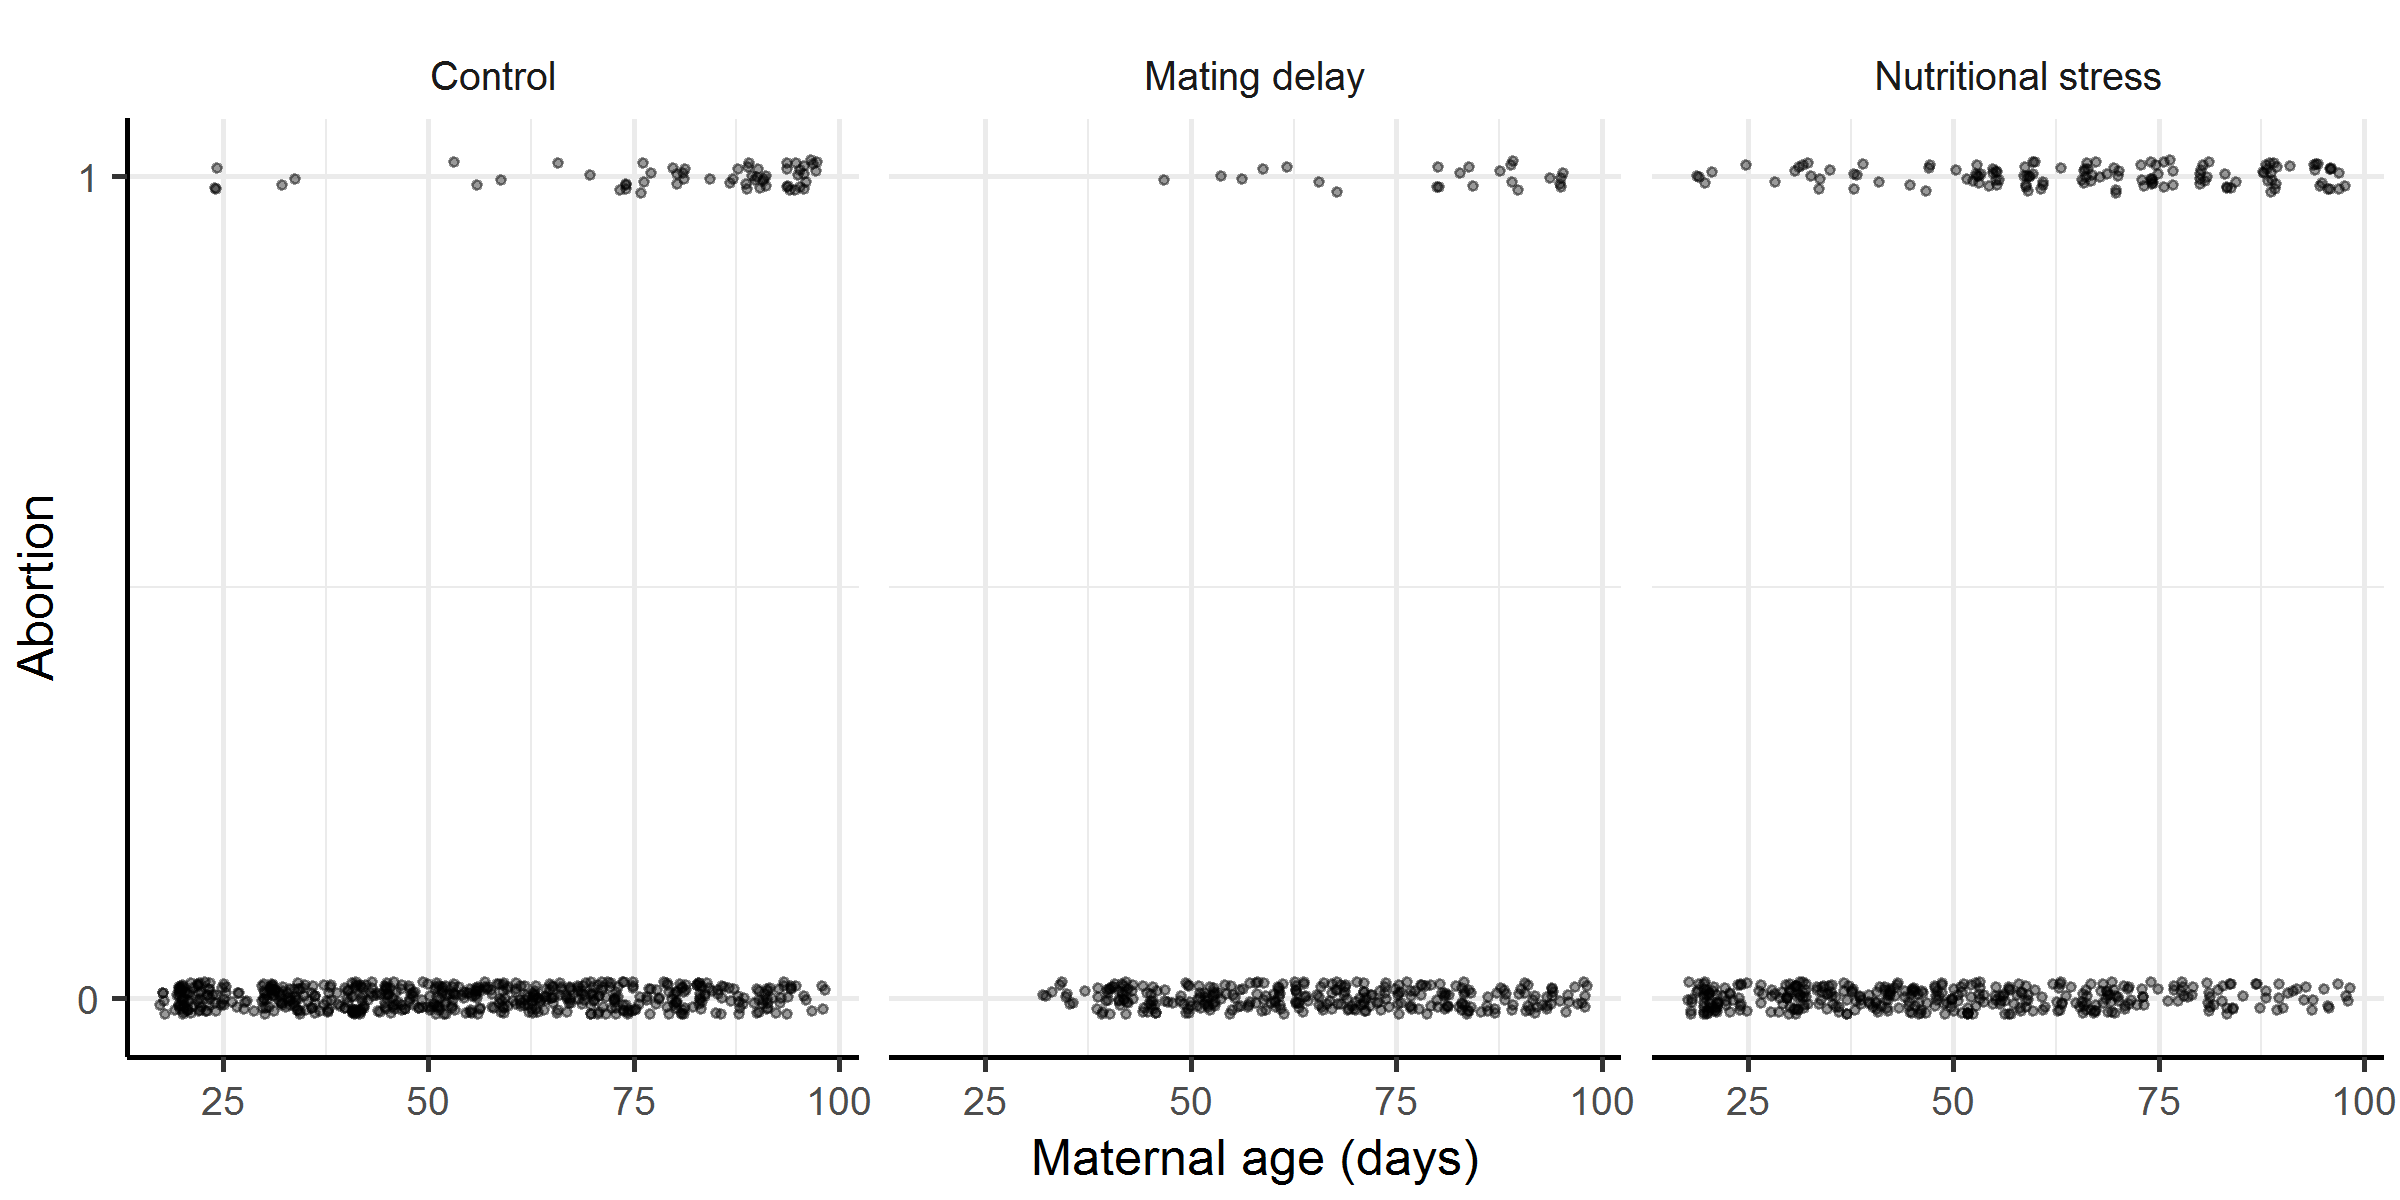 Control Mating delay Nutritional stress
1
Abortion
0
25 50 75 100 25 50 75 100 25 50 75 100
Maternal age (days)